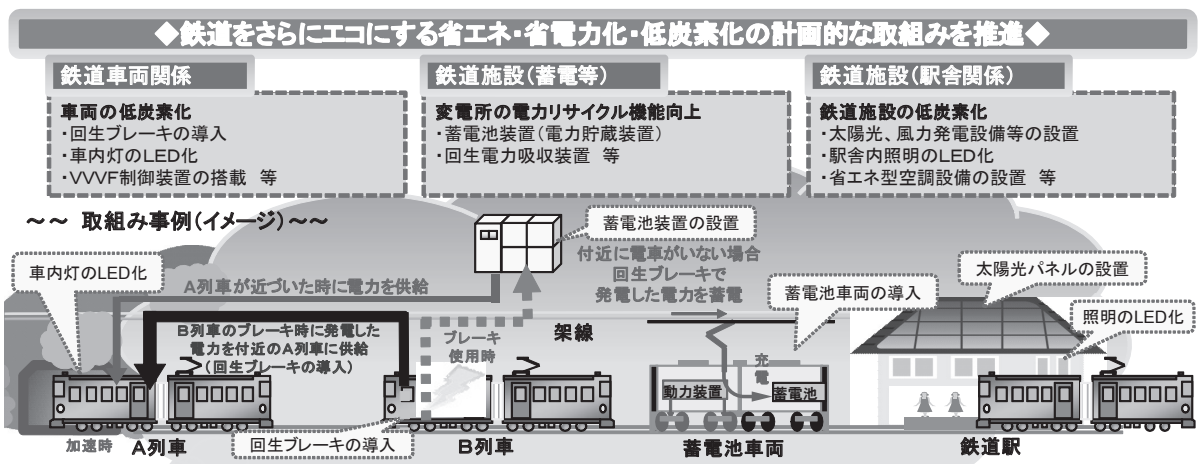 ◆鉄道をさらにエコにする省エネ・省電力化・低炭素化の計画的な取組みを推進◆
鉄道車両関係
車両の低炭素化
・回生ブレーキの導入
・車内灯のLED化
・VVVF制御装置の搭載 等
鉄道施設(蓄電等)
変電所の電力リサイクル機能向上
・蓄電池装置(電力貯蔵装置)
・回生電力吸収装置 等
鉄道施設(駅舎関係)
鉄道施設の低炭素化
・太陽光、風力発電設備等の設置
・駅舎内照明のLED化
・省エネ型空調設備の設置 等
~~ 取組み事例(イメージ)~~
車内灯のLED化
A列車が近づいた時に電力を供給
蓄電池装置の設置
付近に電車がいない場合
回生ブレーキで
発電した電力を蓄電
蓄電池車両の導入
太陽光パネルの設置
照明のLED化
B列車のブレーキ時に発電した
電力を付近のA列車に供給
(回生ブレーキの導入)
ブレーキ
使用時
架線
充電
動力装置
蓄電池
加速時
A列車
回生ブレーキの導入
B列車
蓄電池車両
鉄道駅